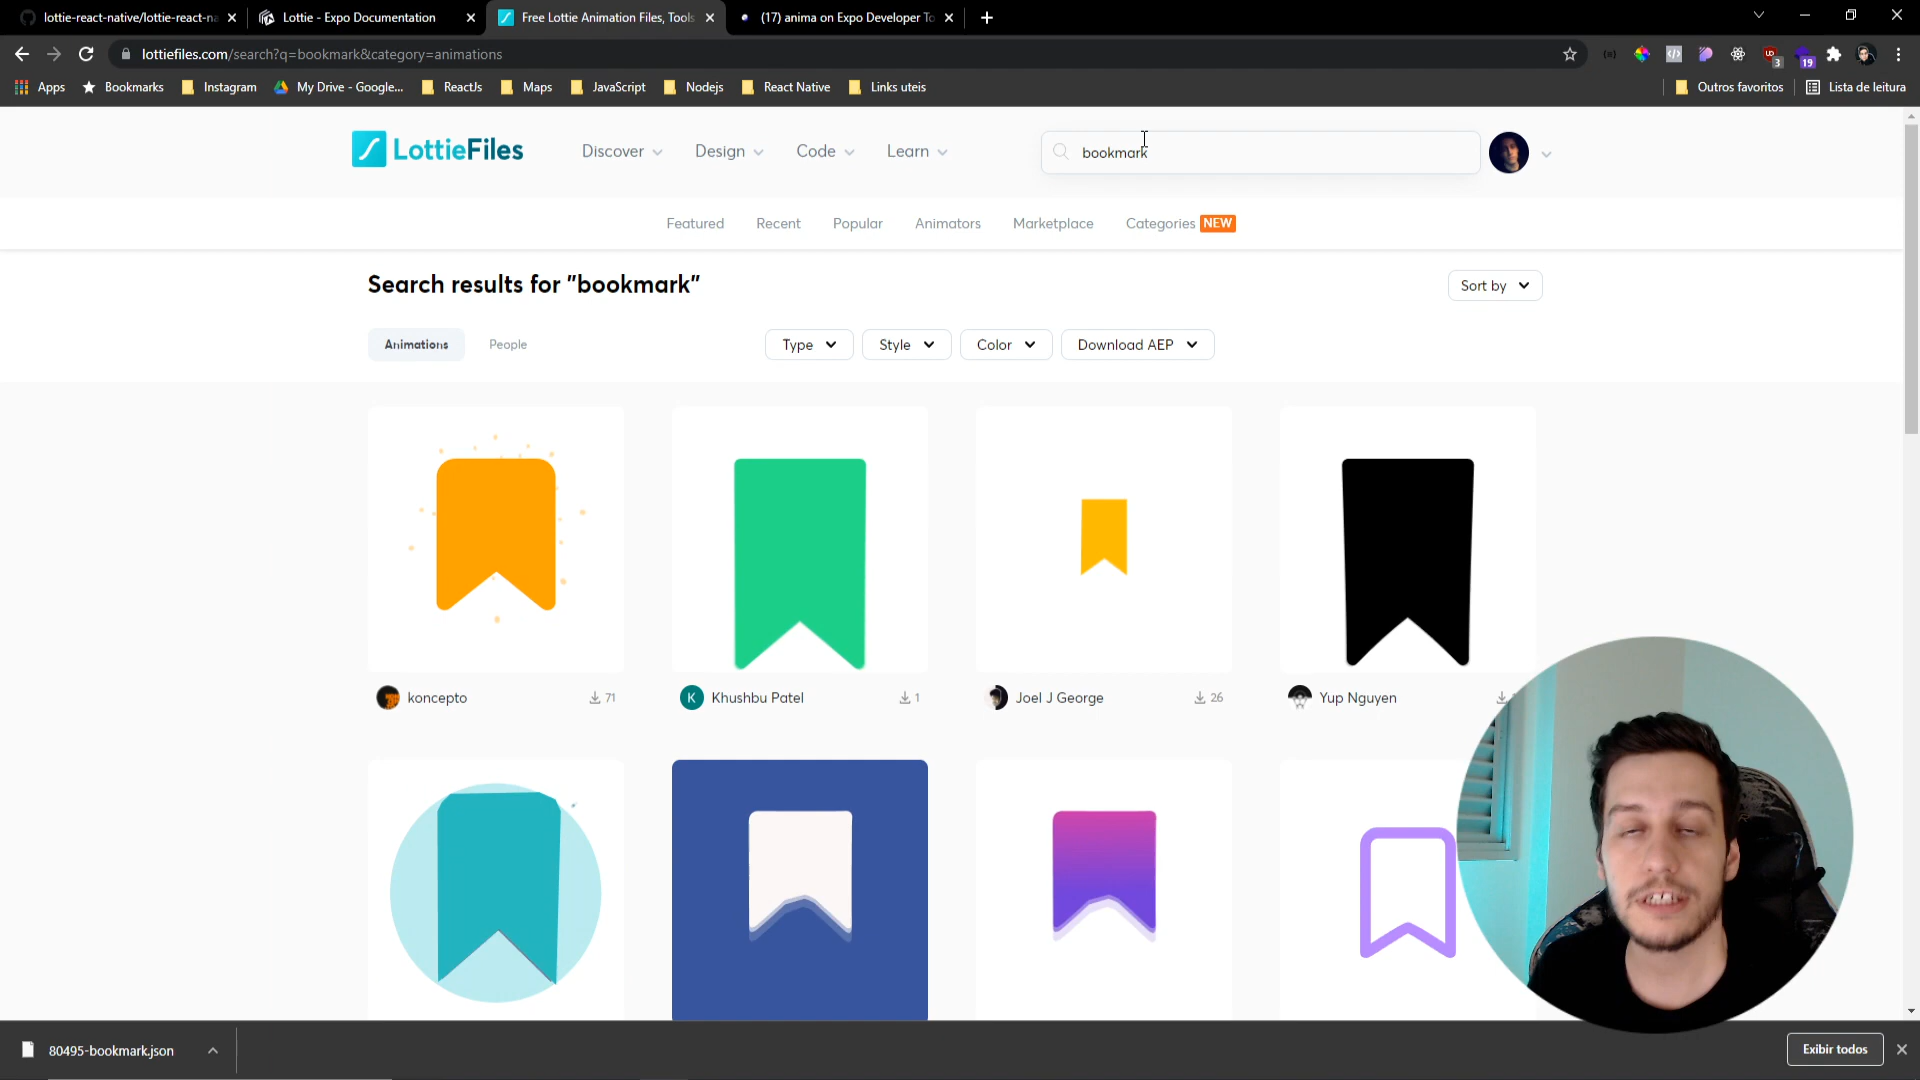 lottie-react-native/lottie-react-na
Lottie - Expo Documentation
Free Lottie Animation Files, Tools
(17) anima on Expo Developer To
lottiefiles.com/search?q=bookmark&category=animations
3
19
Apps
Bookmarks
Instagram
My Drive - Google...
ReactJs
Maps
JavaScript
Nodejs
React Native
Links uteis
Outros favoritos
Lista de leitura
LottieFiles
Discover
Design
Code
Learn
bookmark
Featured
Recent
Popular
Animators
Marketplace
Categories NEW
Search results for "bookmark"
Sort by
Animations
People
Type
Style
Color
Download AEP
koncepto
71
K Khushbu Patel
1
Joel J George
26
Yup Nguyen
80495-bookmark.json
Exibir todos